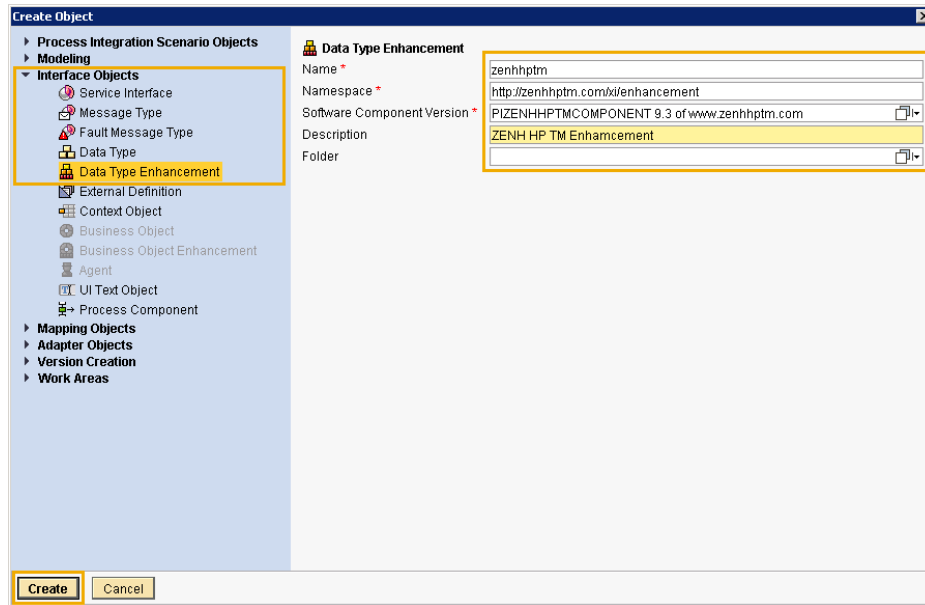 Create Object
Process Integration Scenario Objects
Modeling
Interface Objects
Service Interface
Message Type
Fault Message Type
Data Type
Data Type Enhancement
External Definition
Context Object
Business Object
Business Object Enhancement
Agent
UI Text Object
Process Component
Mapping Objects
Adapter Objects
Version Creation
Work Areas
Data Type Enhancement
Name * zenhhptm
Namespace * http://zenhhptm.com/xi/enhancement
Software Component Version * PIZENHHPTMCOMPONENT 9.3 of www.zenhhptm.com
Description ZENH HP TM Enhamcement
Folder
Create Cancel